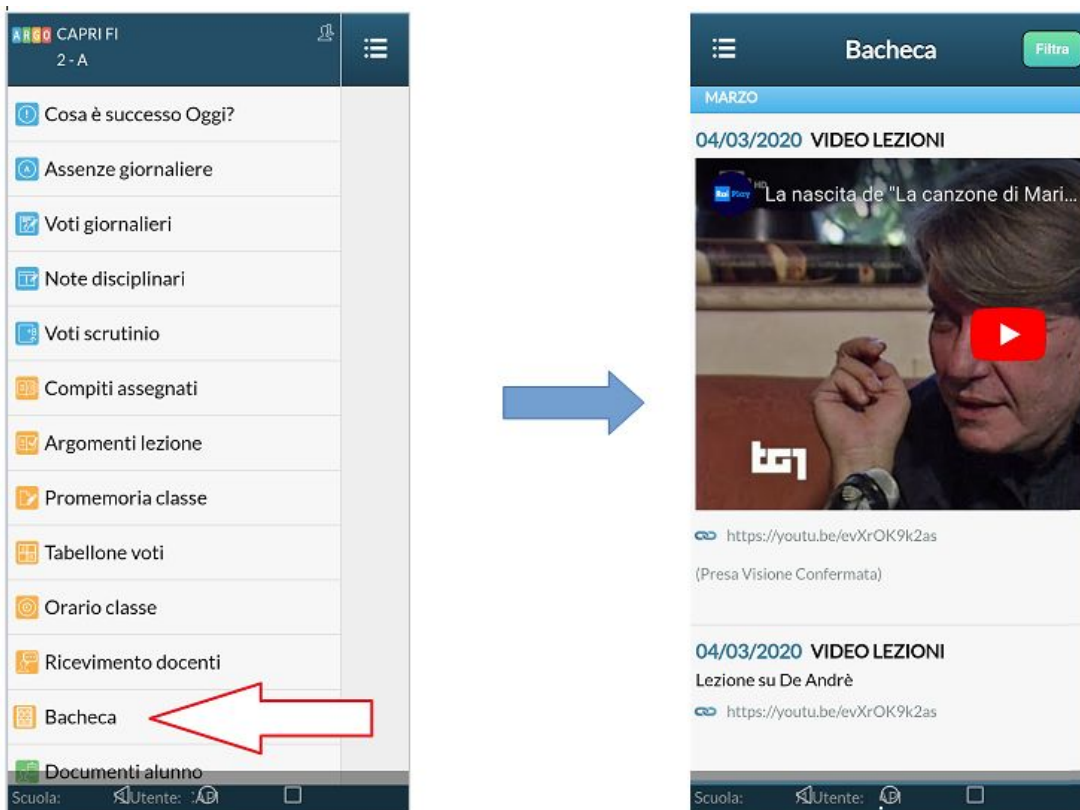 ARGO CAPRI FI
2 - A
Cosa è successo Oggi?
Assenze giornaliere
Voti giornalieri
Note disciplinari
Voti scrutinio
Compiti assegnati
Argomenti lezione
Promemoria classe
Tabellone voti
Orario classe
Ricevimento docenti
Bacheca
Documenti alunno
Scuola: Utente:
Bacheca Filtra
MARZO
04/03/2020 VIDEO LEZIONI
Rai Play HD La nascita de "La canzone di Mari...
tg1
https://youtu.be/evXrOK9k2as
(Presa Visione Confermata)
04/03/2020 VIDEO LEZIONI
Lezione su De Andrè
https://youtu.be/evXrOK9k2as
Scuola: Utente: